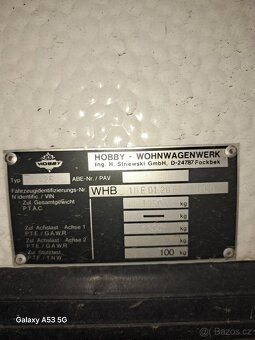 HOBBY
HOBBY - WOHNWAGENWERK
Ing. H. Striewski GmbH, D-24787 Fockbek
Typ
ABE-Nr./ PAV
Fahrzeugidentifizierungs-Nr
N identific / VIN
WHB
Zul Gesamtgewicht
P.T.A.C.
kg
kg
Zul Achslast Achse 1
P.T.E./G.A.W.R.
kg
Zul Achslast Achse 2
P.T.E./G.A.W.R.
kg
Zul Stützlast
P.T.E./T.N.W.
100 kg
Galaxy A53 5G
© Bazoš.cz